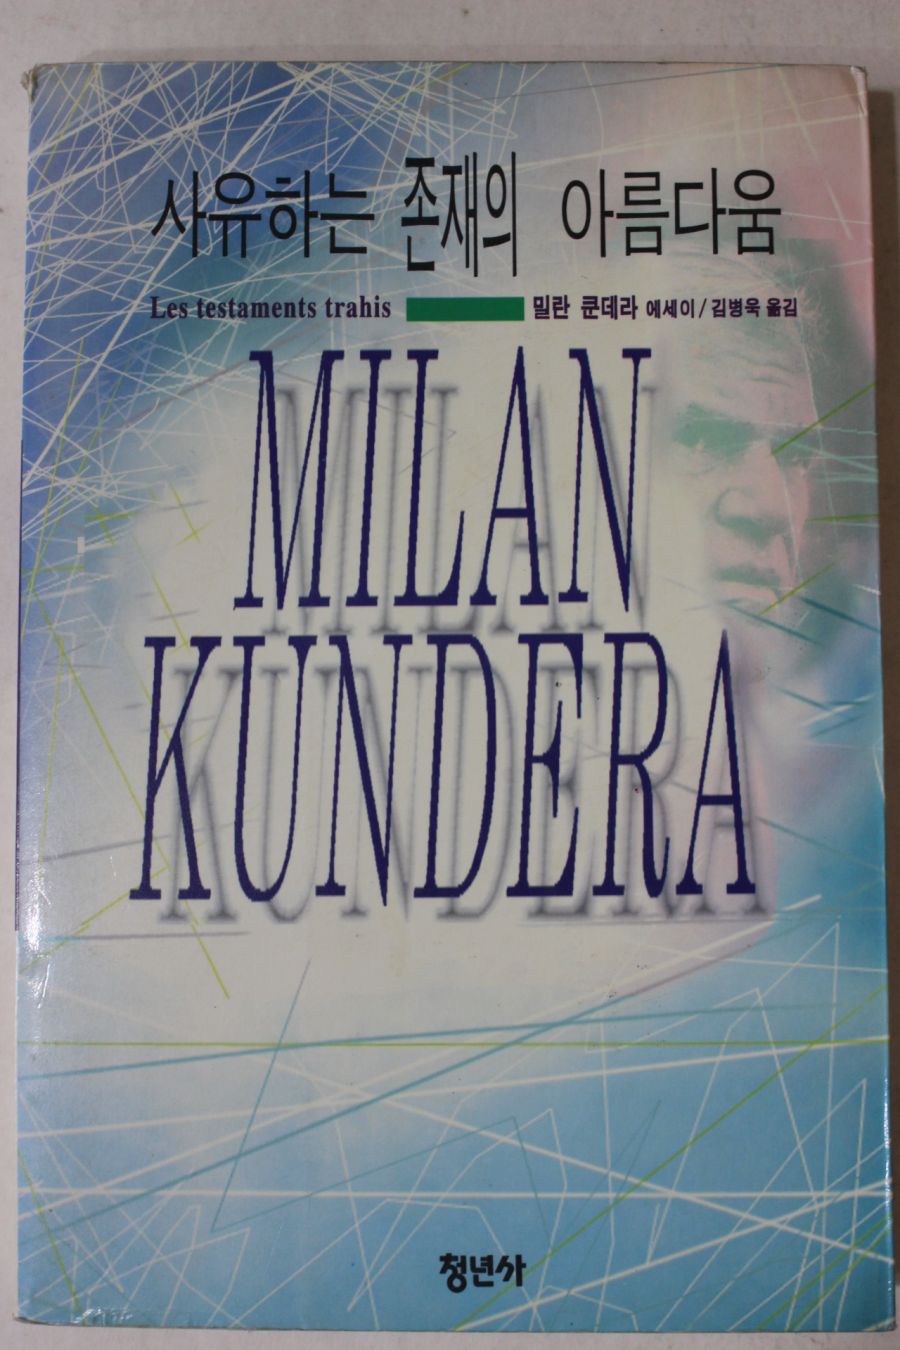 사유하는 존재의 아름다움
Les testaments trahis 밀란 쿤데라 에세이/김병욱 옮김
MILAN
KUNDERA
청년사